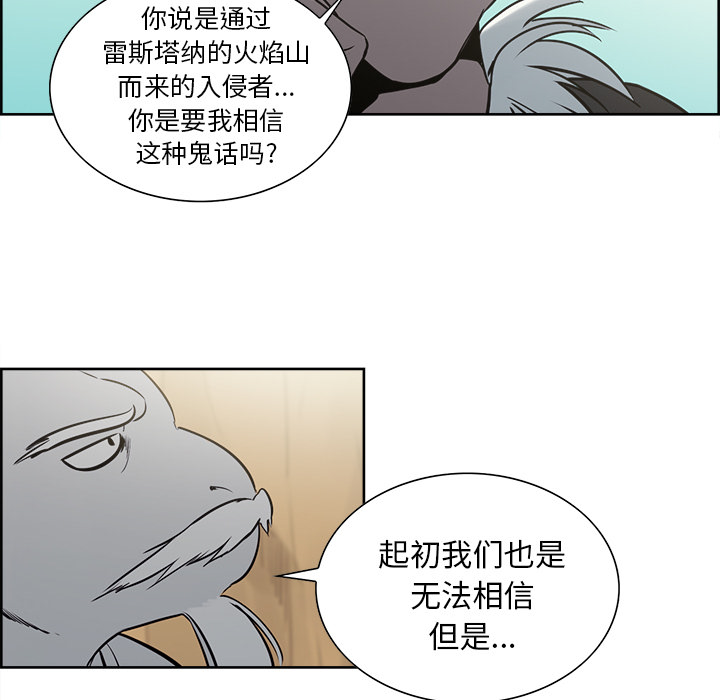 你说是通过
雷斯塔纳的火焰山
而来的入侵者...
你是要我相信
这种鬼话吗?
起初我们也是
无法相信
但是...